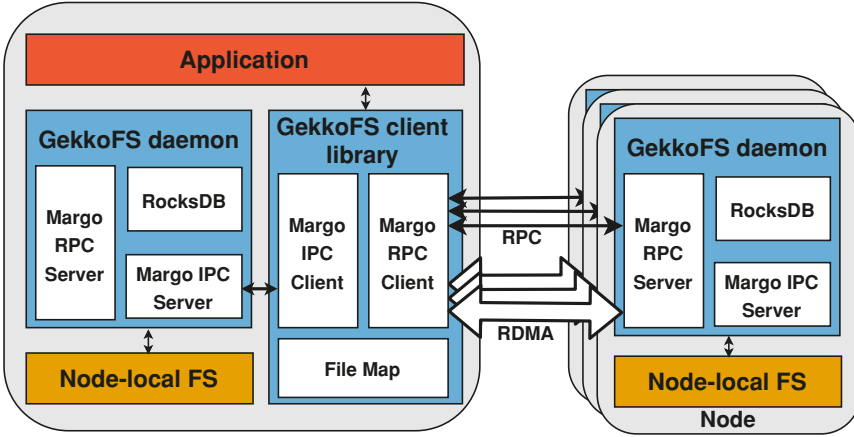 Application
GekkoFS daemon
Margo
RPC
Server
RocksDB
Margo IPC
Server
Node-local FS
GekkoFS client
library
Margo
IPC
Client
Margo
RPC
Client
File Map
RPC
RDMA
GekkoFS daemon
Margo
RPC
Server
RocksDB
Margo IPC
Server
Node-local FS
Node